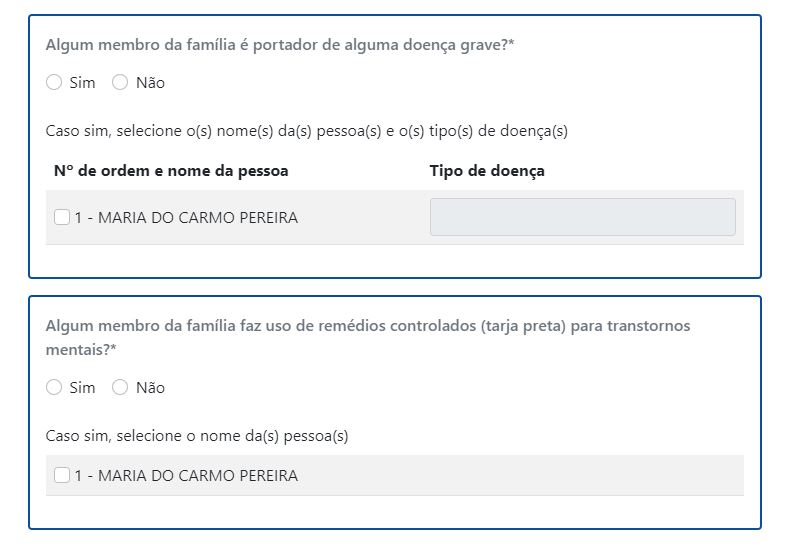 Algum membro da família é portador de alguma doença grave?*
Sim Não
Caso sim, selecione o(s) nome(s) da(s) pessoa(s) e o(s) tipo(s) de doença(s)
Nº de ordem e nome da pessoa Tipo de doença
1 - MARIA DO CARMO PEREIRA
Algum membro da família faz uso de remédios controlados (tarja preta) para transtornos
mentais?*
Sim Não
Caso sim, selecione o nome da(s) pessoa(s)
1 - MARIA DO CARMO PEREIRA